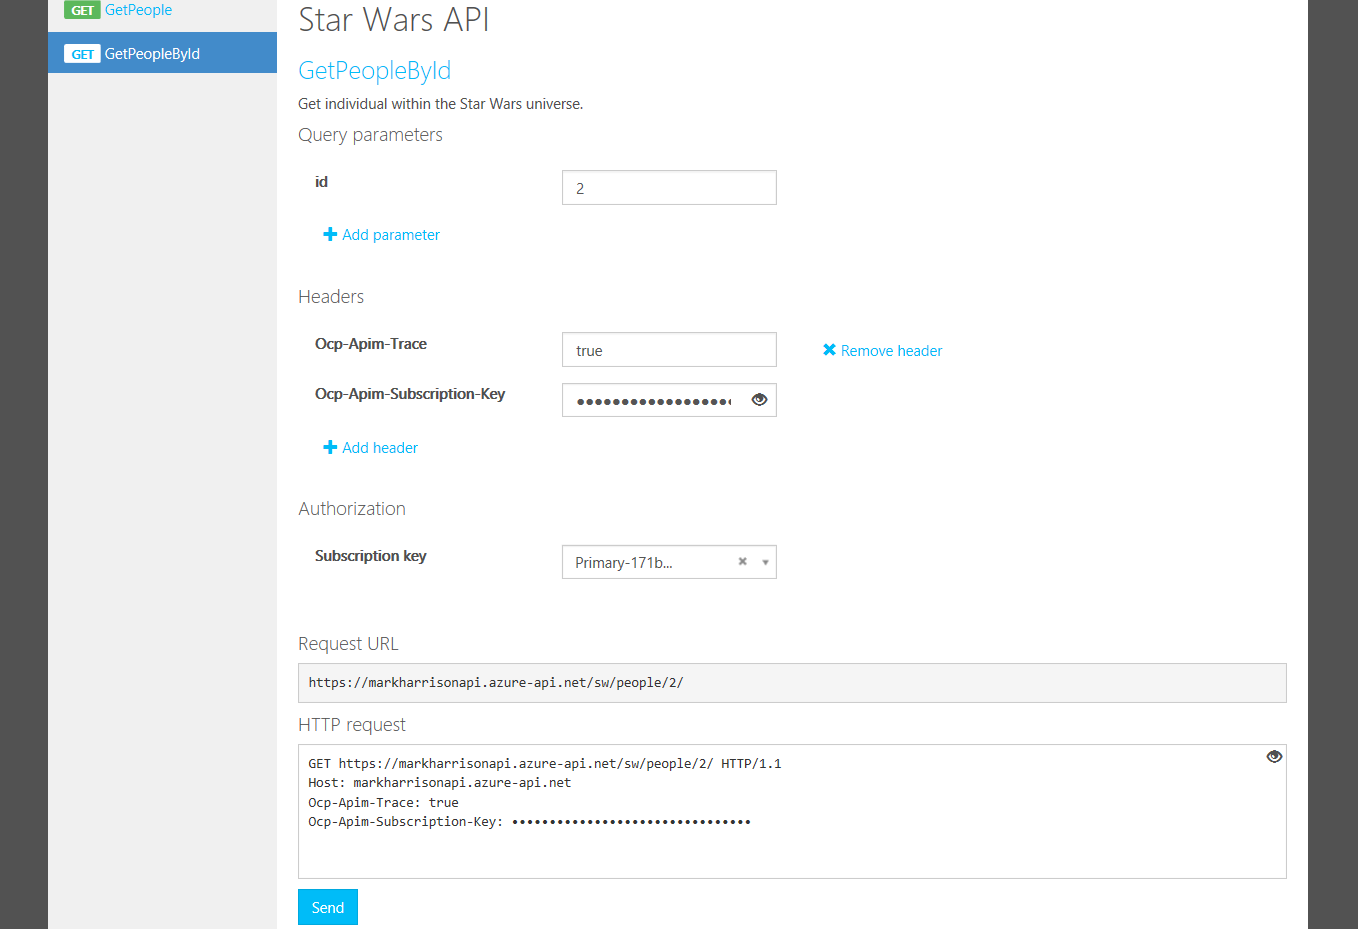 GET GetPeople
GET GetPeopleById
Star Wars API
GetPeopleById
Get individual within the Star Wars universe.
Query parameters
id 2
Add parameter
Headers
Ocp-Apim-Trace true Remove header
Ocp-Apim-Subscription-Key ••••••••••••••••••
Add header
Authorization
Subscription key Primary-171b...
Request URL
https://markharrisonapi.azure-api.net/sw/people/2/
HTTP request
GET https://markharrisonapi.azure-api.net/sw/people/2/ HTTP/1.1
Host: markharrisonapi.azure-api.net
Ocp-Apim-Trace: true
Ocp-Apim-Subscription-Key: ••••••••••••••••••••••••••••••••
Send